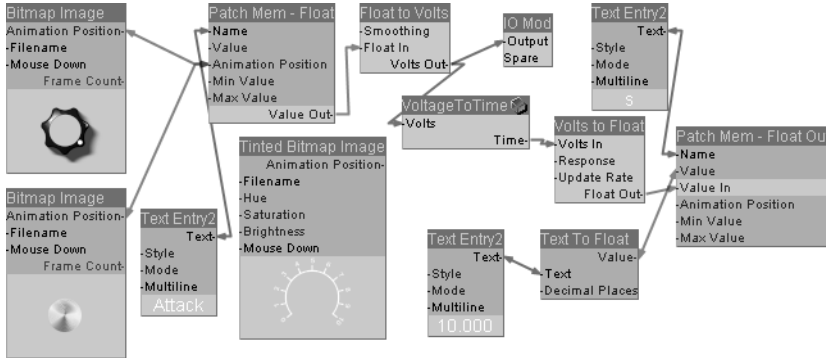 Bitmap Image
Animation Position-
-Filename
-Mouse Down
Frame Count-
Patch Mem - Float
-Name
-Value
-Animation Position
-Min Value
-Max Value
Value Out-
Float to Volts
-Smoothing
-Float In
Volts Out-
IO Mod
-Output
Spare
Text Entry2
Text-
-Style
-Mode
-Multiline
s
VoltageToTime
-Volts
Time-
Volts to Float
-Volts In
-Response
-Update Rate
Float Out-
Patch Mem - Float Ou
-Name
-Value
-Value In
-Animation Position
-Min Value
-Max Value
Tinted Bitmap Image
Animation Position-
-Filename
-Hue
-Saturation
-Brightness
-Mouse Down
Bitmap Image
Animation Position-
-Filename
-Mouse Down
Frame Count-
Text Entry2
Text-
-Style
-Mode
-Multiline
Attack
Text Entry2
Text-
-Style
-Mode
-Multiline
10.000
Text To Float
Value-
-Text
-Decimal Places